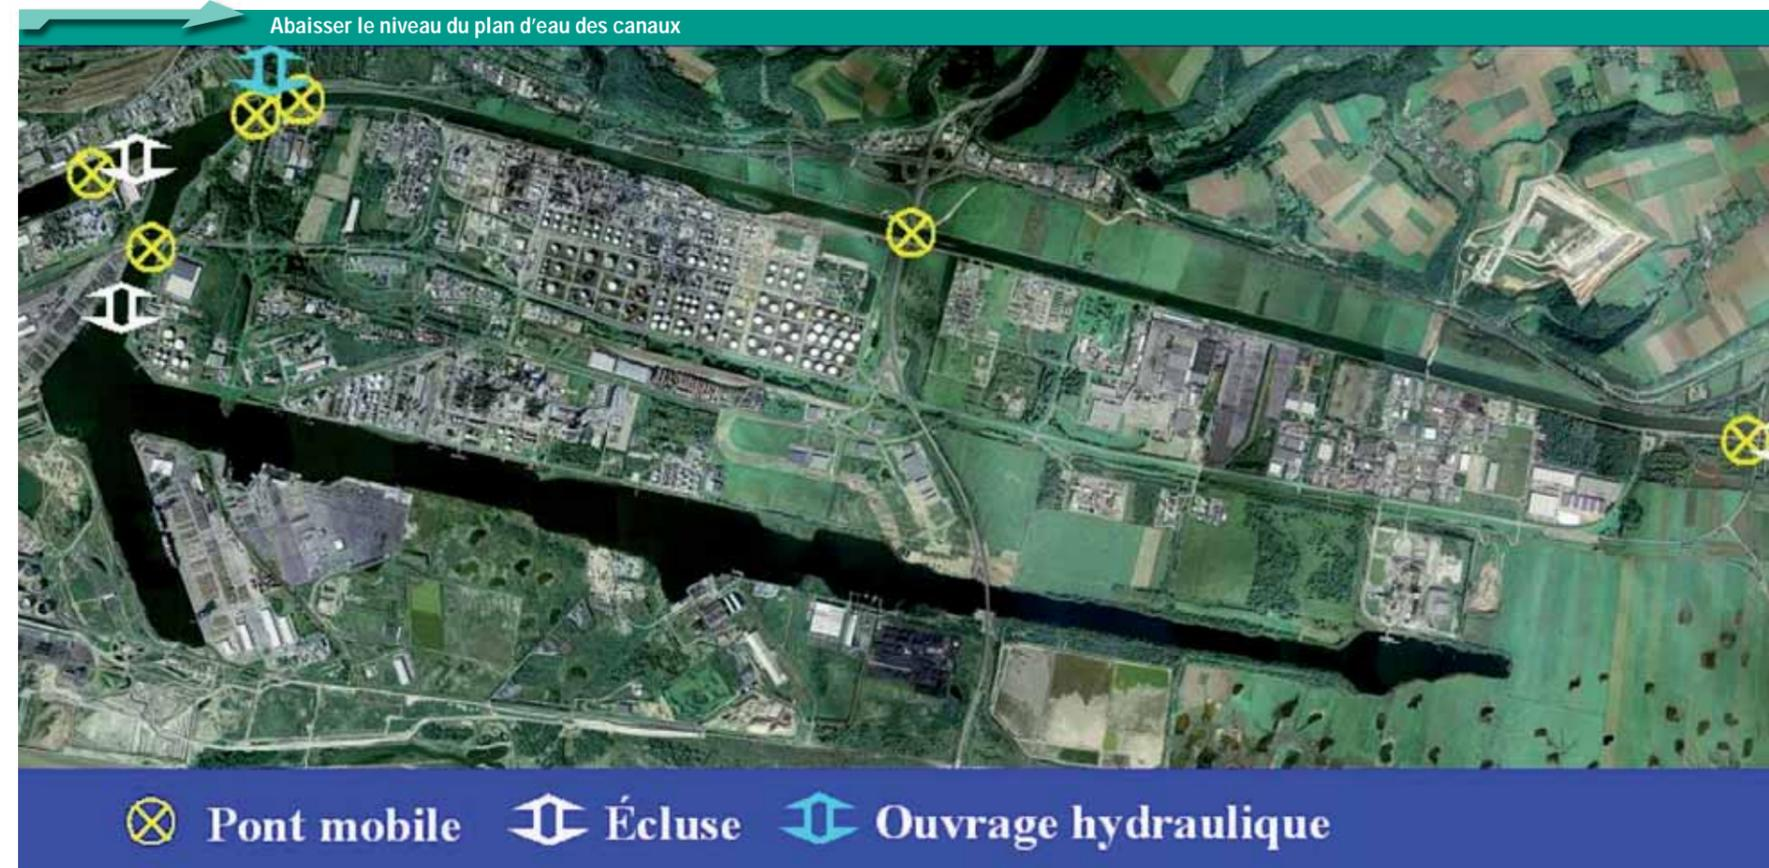 Abaisser le niveau du plan d'eau des canaux
Pont mobile Écluse Ouvrage hydraulique